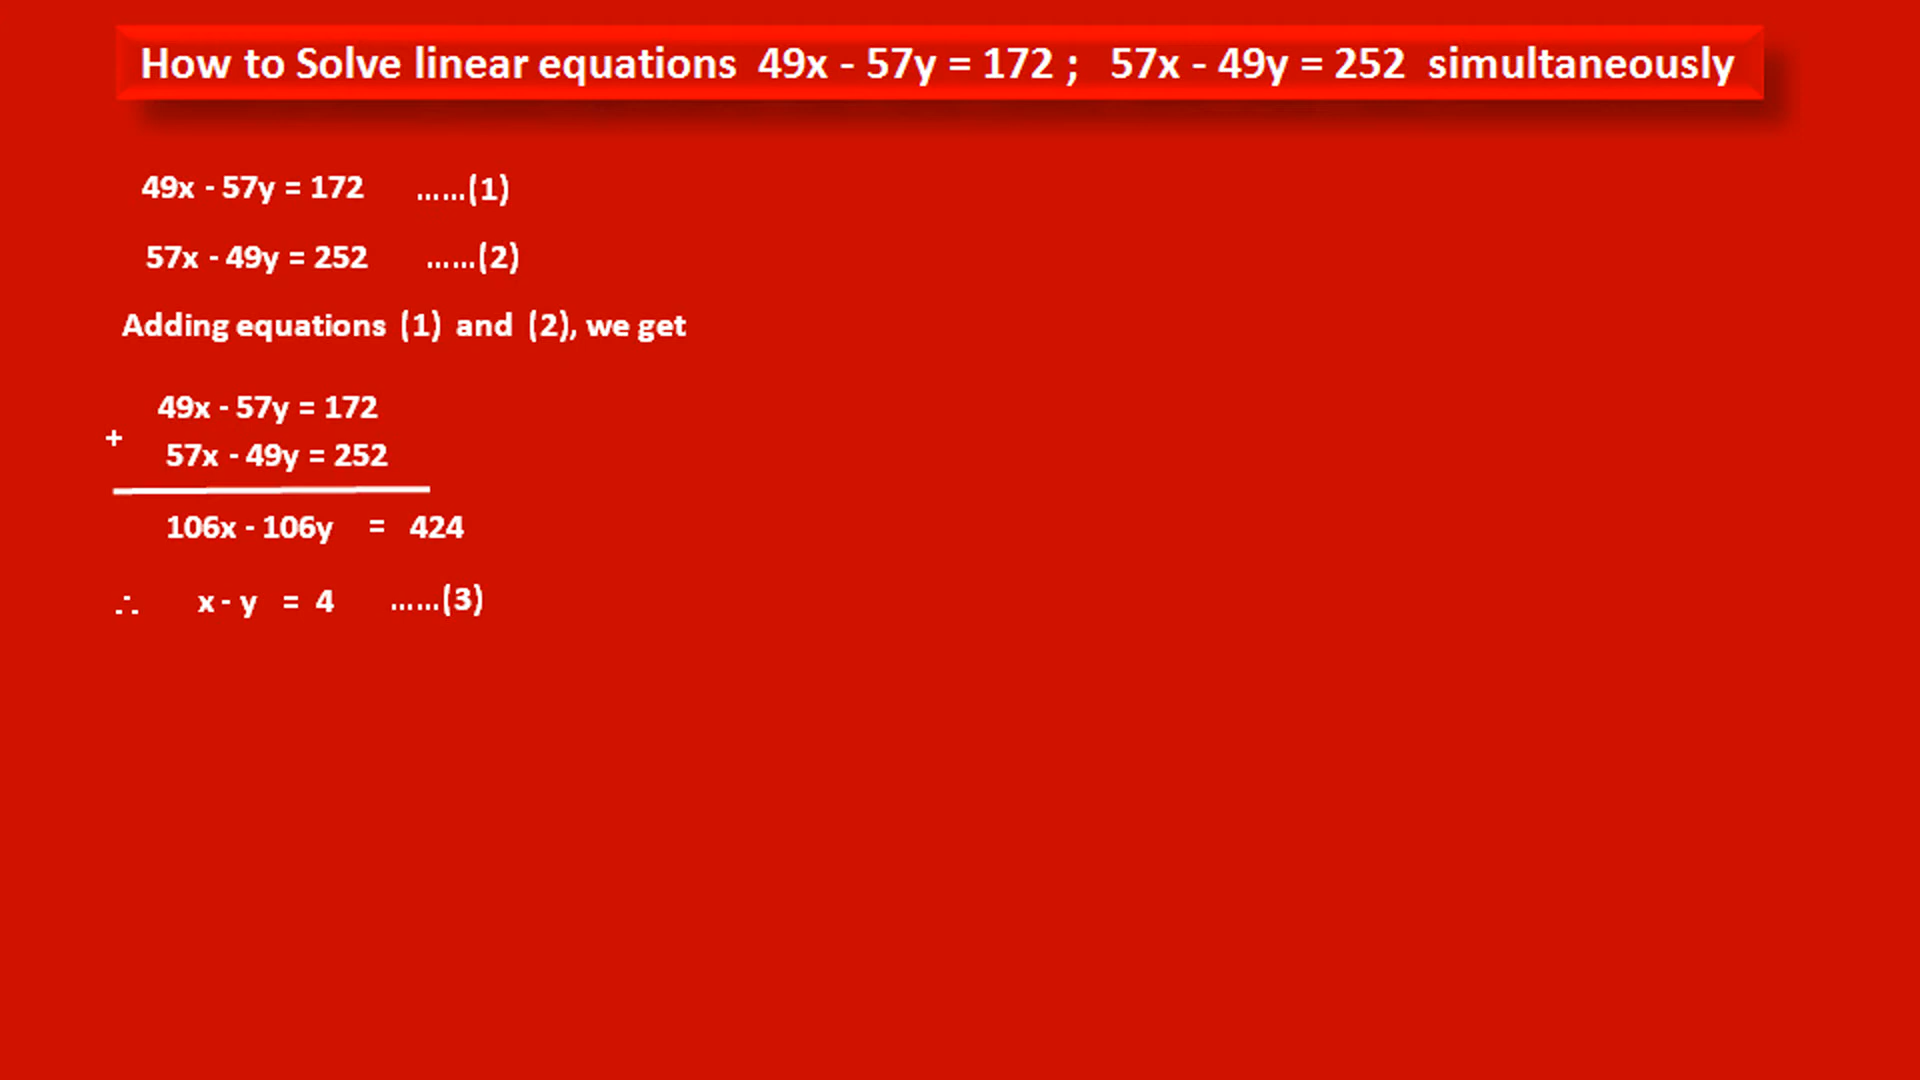 How to Solve linear equations 49x - 57y = 172 ; 57x - 49y = 252 simultaneously
49x - 57y = 172 ......(1)
57x - 49y = 252 ......(2)
Adding equations (1) and (2), we get
49x - 57y = 172
+
57x - 49y = 252
106x - 106y = 424
∴ x - y = 4 ......(3)